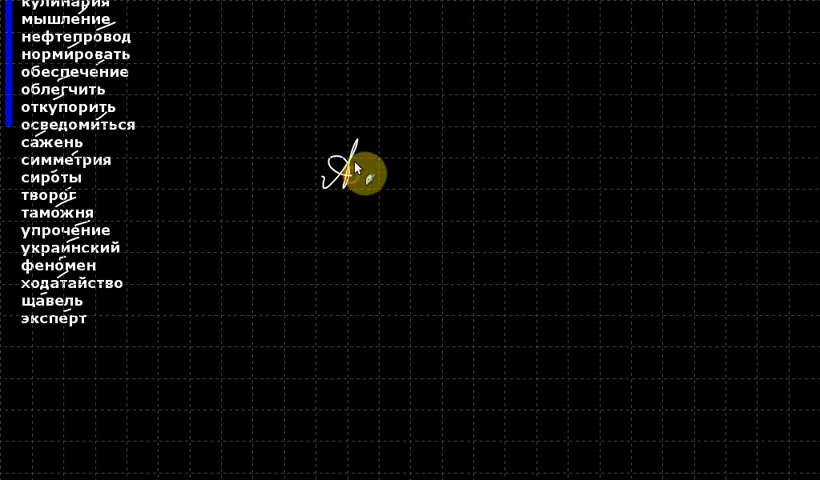 кулинария
мышление
нефтепровод
нормировать
обеспечение
облегчить
откупорить
осведомиться
сажень
симметрия
сироты
творог
таможня
упрочение
украинский
феномен
ходатайство
щавель
эксперт